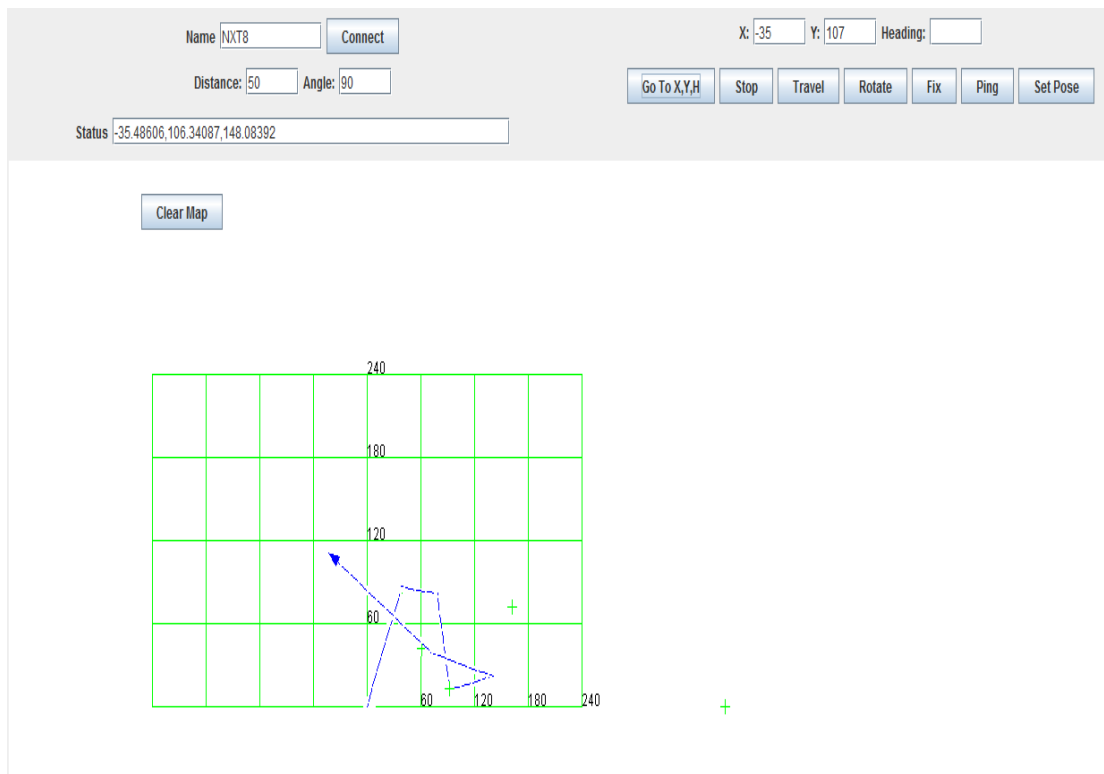 Name NXT8 Connect X: -35 Y: 107 Heading:
Distance: 50 Angle: 90 Go To X,Y,H Stop Travel Rotate Fix Ping Set Pose
Status -35.48606,106.34087,148.08392
Clear Map
240
180
120
60
60 120 180 240